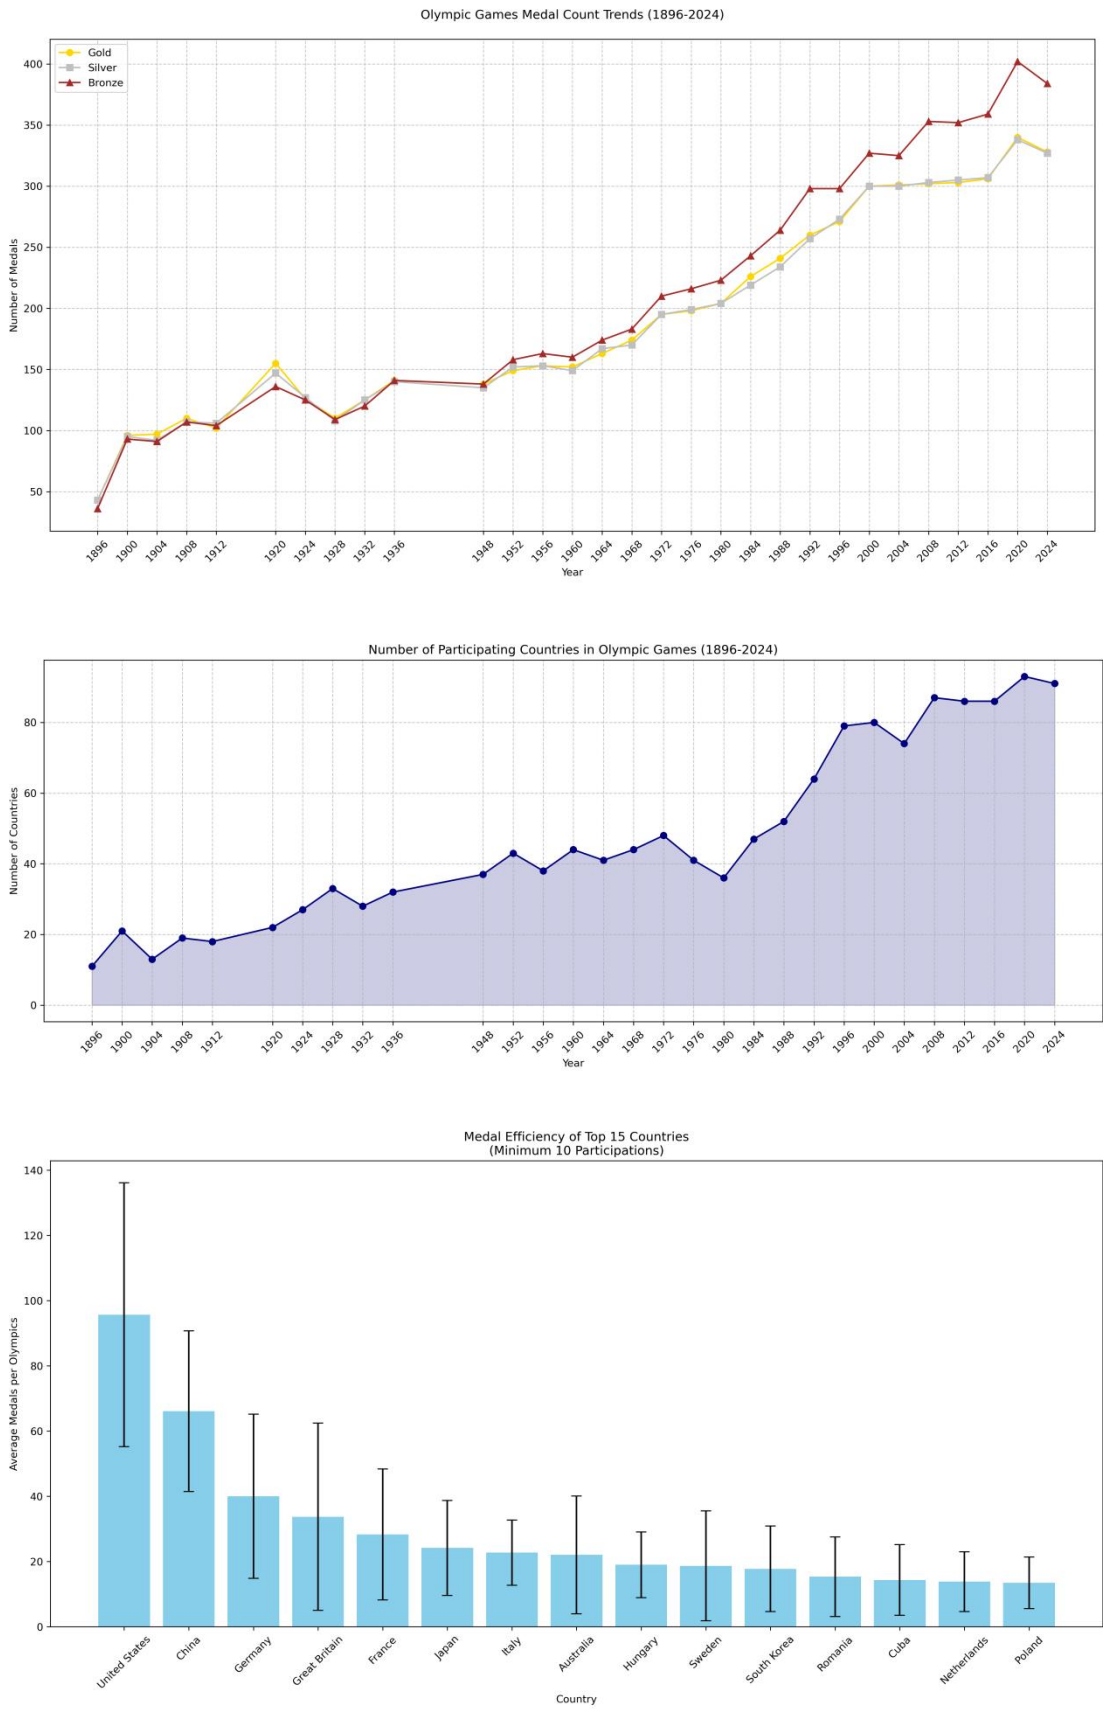 Olympic Games Medal Count Trends (1896-2024)
Gold
Silver
Bronze
Number of Medals
400
350
300
250
200
150
100
50
1896 1900 1904 1908 1912 1920 1924 1928 1932 1936 1948 1952 1956 1960 1964 1968 1972 1976 1980 1984 1988 1992 1996 2000 2004 2008 2012 2016 2020 2024
Year
Number of Participating Countries in Olympic Games (1896-2024)
Number of Countries
80
60
40
20
0
1896 1900 1904 1908 1912 1920 1924 1928 1932 1936 1948 1952 1956 1960 1964 1968 1972 1976 1980 1984 1988 1992 1996 2000 2004 2008 2012 2016 2020 2024
Year
Medal Efficiency of Top 15 Countries
(Minimum 10 Participations)
Average Medals per Olympics
140
120
100
80
60
40
20
0
United States China Germany Great Britain France Japan Italy Australia Hungary Sweden South Korea Romania Cuba Netherlands Poland
Country